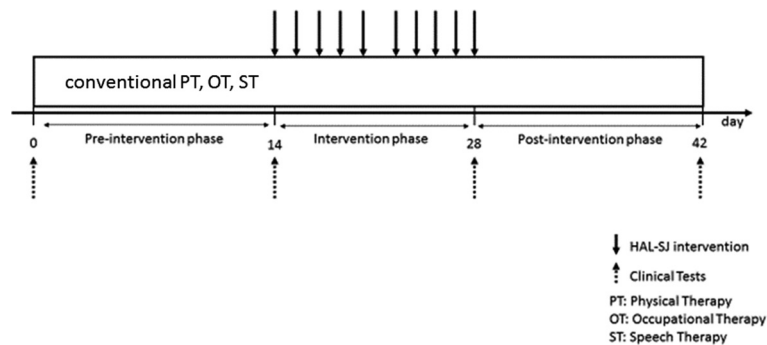 conventional PT, OT, ST
day
Pre-intervention phase
Intervention phase
Post-intervention phase
0
14
28
42
HAL-SJ intervention
Clinical Tests
PT: Physical Therapy
OT: Occupational Therapy
ST: Speech Therapy